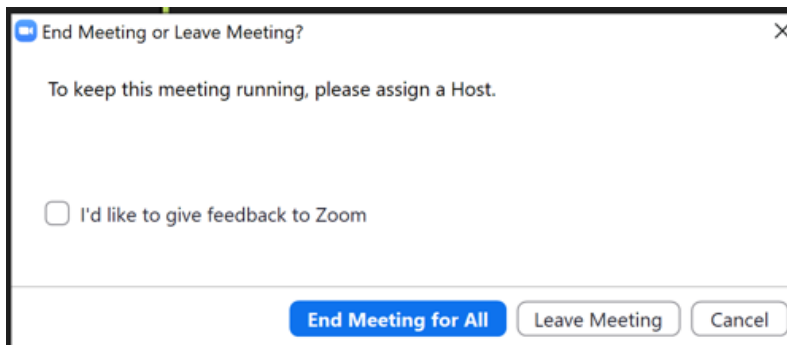 End Meeting or Leave Meeting?
To keep this meeting running, please assign a Host.
I'd like to give feedback to Zoom
End Meeting for All Leave Meeting Cancel